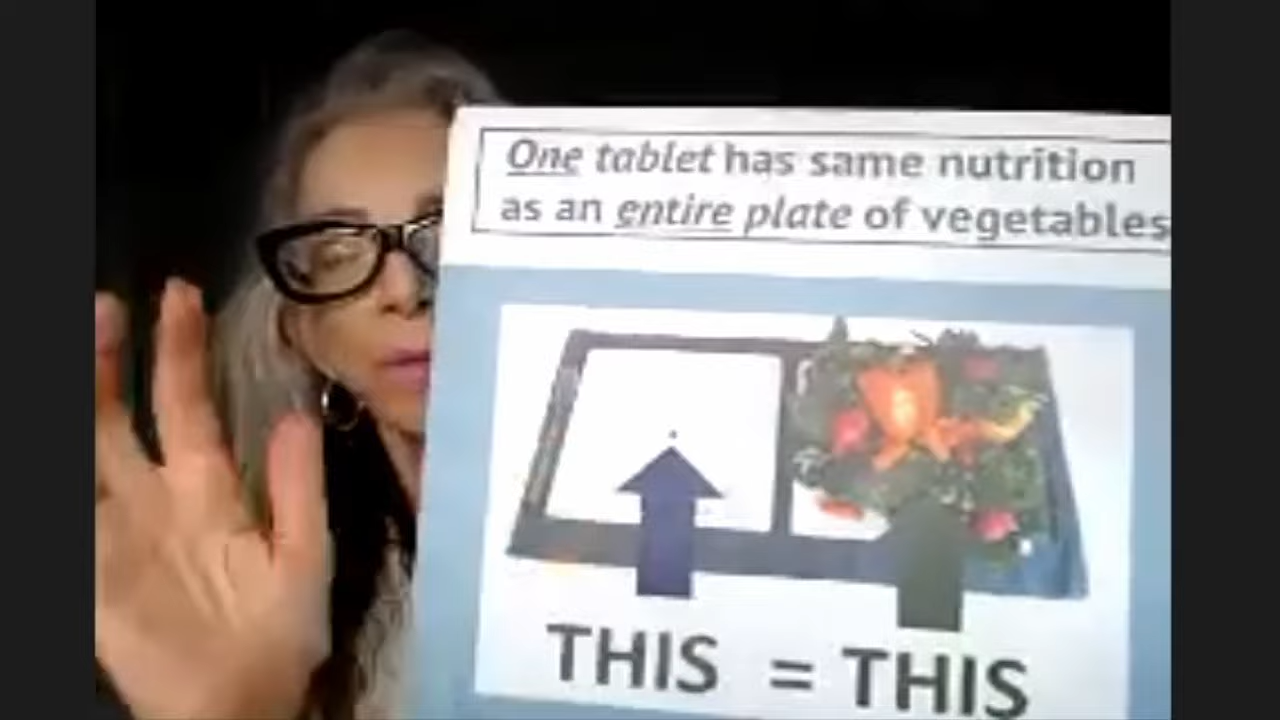 One tablet has same nutrition
as an entire plate of vegetables
THIS = THIS